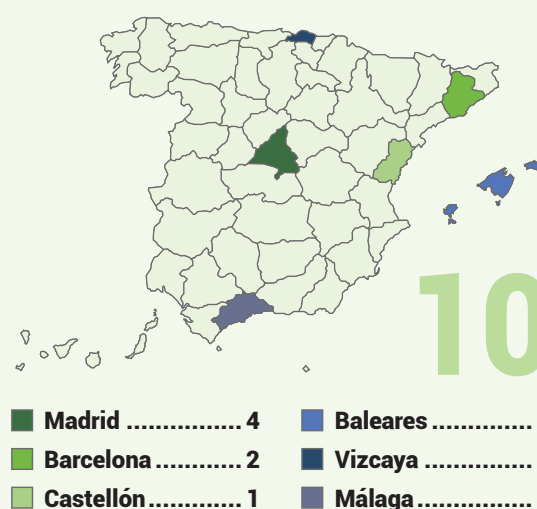 10
Madrid .............. 4
Barcelona ............ 2
Castellón ............. 1
Baleares .............
Vizcaya .............
Málaga ..............